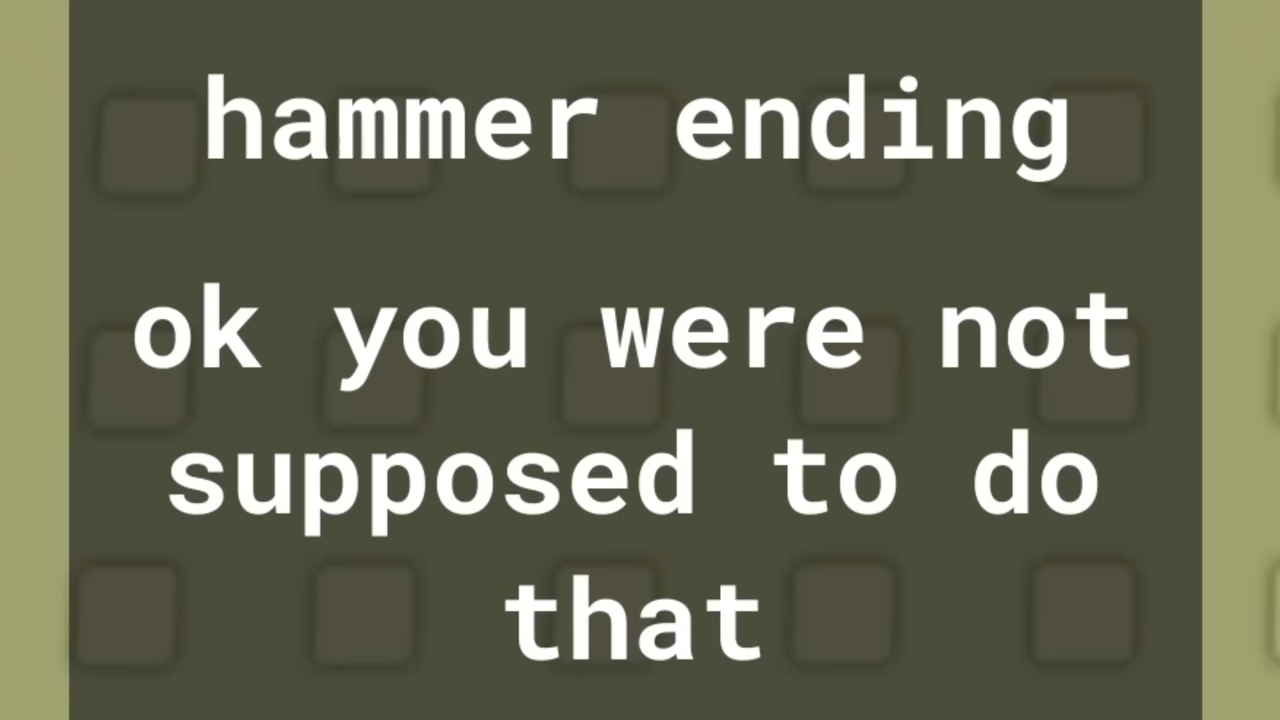 hammer ending
ok you were not
supposed to do
that